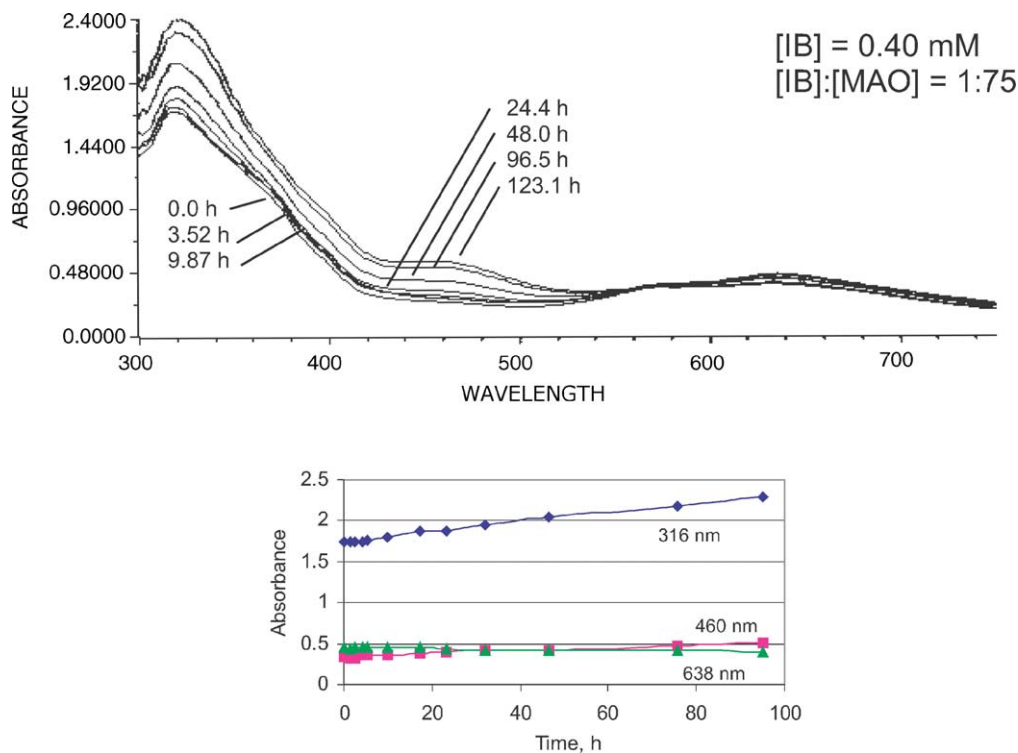 [IB] = 0.40 mM
[IB]:[MAO] = 1:75
ABSORBANCE
2.4000
1.9200
1.4400
0.96000
0.48000
0.0000
24.4 h
48.0 h
96.5 h
123.1 h
0.0 h
3.52 h
9.87 h
300
400
500
600
700
WAVELENGTH
Absorbance
2.5
2
1.5
1
0.5
0
316 nm
460 nm
638 nm
0
20
40
60
80
100
Time, h